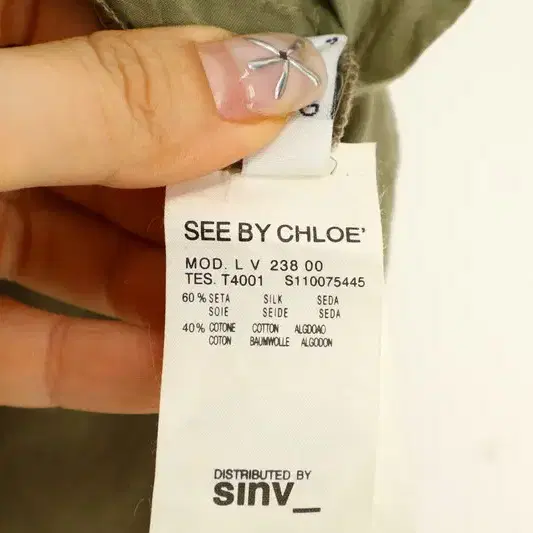 SEE BY CHLOE'
MOD. L V 238 00
TES. T4001 S110075445
60% SETA SILK SEDA
SOIE SEIDE SEDA
40% COTONE COTTON ALGDOAO
COTON BAUMWOLLE ALGODON
DISTRIBUTED BY
sinv_